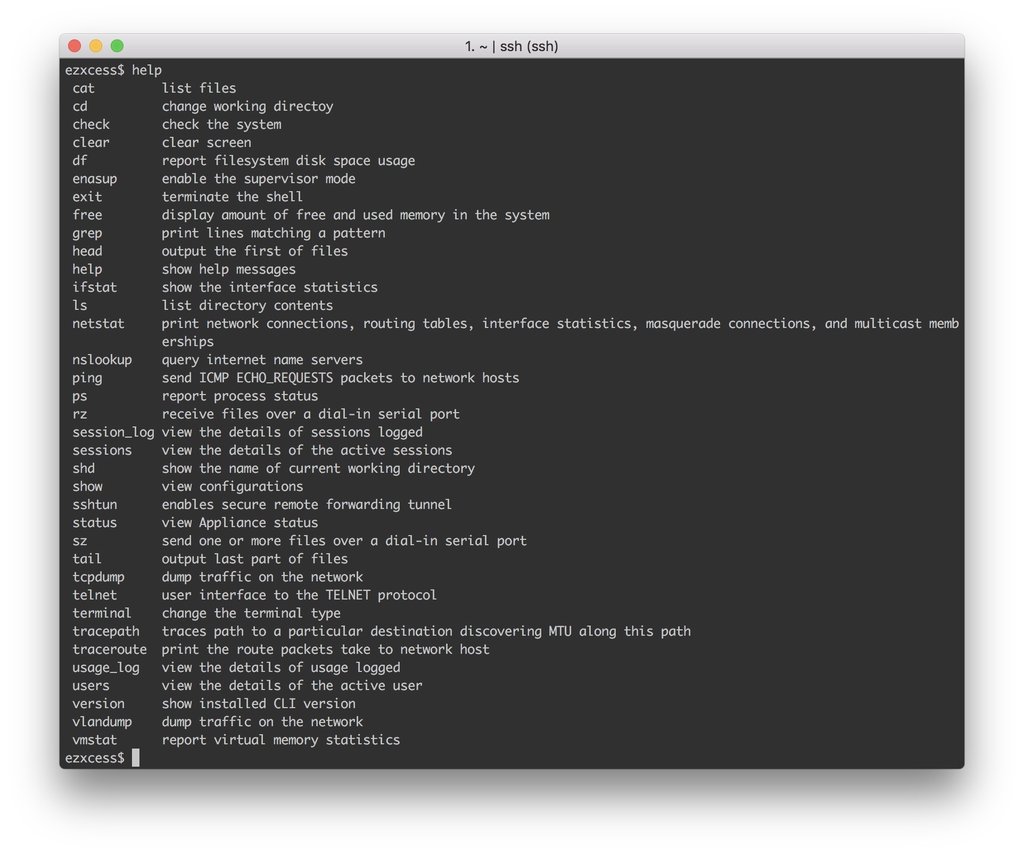 1. ~ | ssh (ssh)
ezxcess$ help
cat list files
cd change working directoy
check check the system
clear clear screen
df report filesystem disk space usage
enasup enable the supervisor mode
exit terminate the shell
free display amount of free and used memory in the system
grep print lines matching a pattern
head output the first of files
help show help messages
ifstat show the interface statistics
ls list directory contents
netstat print network connections, routing tables, interface statistics, masquerade connections, and multicast memb
erships
nslookup query internet name servers
ping send ICMP ECHO_REQUESTS packets to network hosts
ps report process status
rz receive files over a dial-in serial port
session_log view the details of sessions logged
sessions view the details of the active sessions
shd show the name of current working directory
show view configurations
sshtun enables secure remote forwarding tunnel
status view Appliance status
sz send one or more files over a dial-in serial port
tail output last part of files
tcpdump dump traffic on the network
telnet user interface to the TELNET protocol
terminal change the terminal type
tracepath traces path to a particular destination discovering MTU along this path
traceroute print the route packets take to network host
usage_log view the details of usage logged
users view the details of the active user
version show installed CLI version
vlandump dump traffic on the network
vmstat report virtual memory statistics
ezxcess$